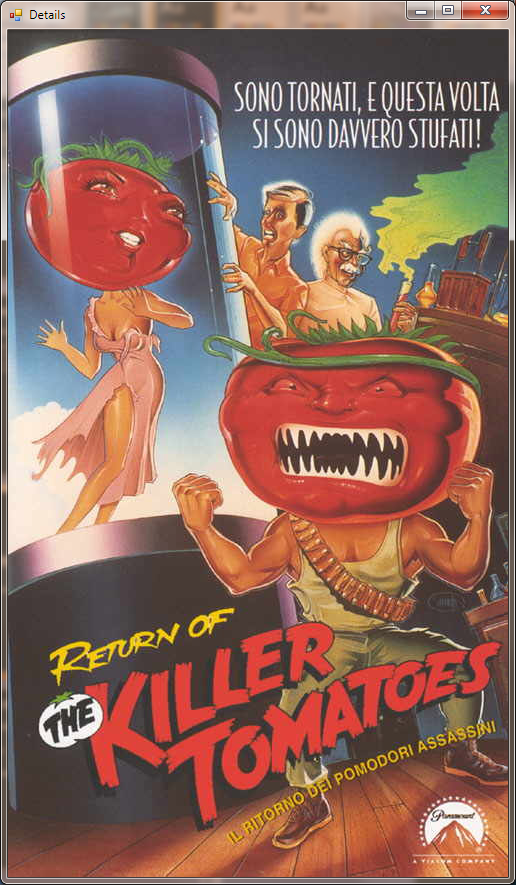 Details
SONO TORNATI, E QUESTA VOLTA
SI SONO DAVVERO STUFATI!
RETURN OF
THE KILLER
TOMATOES
IL RITORNO DEI POMODORI ASSASSINI
Paramount
A VIACOM COMPANY